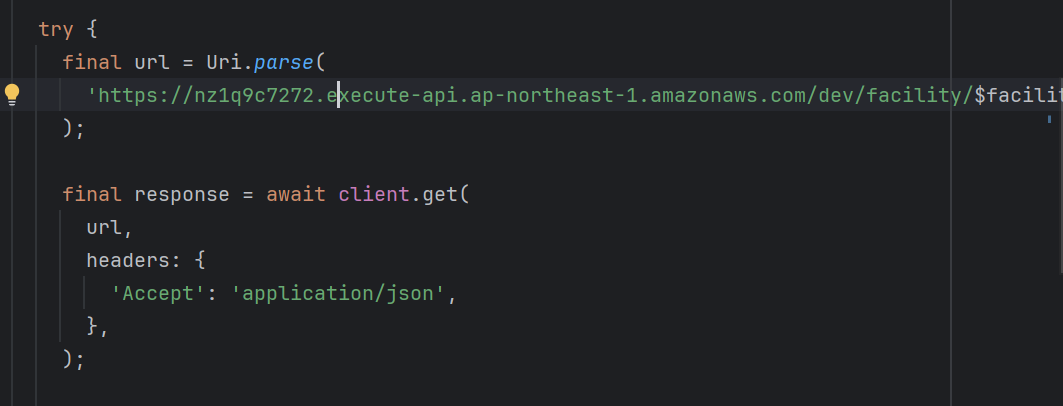 try {
final url = Uri.parse(
'https://nz1q9c7272.execute-api.ap-northeast-1.amazonaws.com/dev/facility/$facilit
);
final response = await client.get(
url,
headers: {
'Accept': 'application/json',
},
);